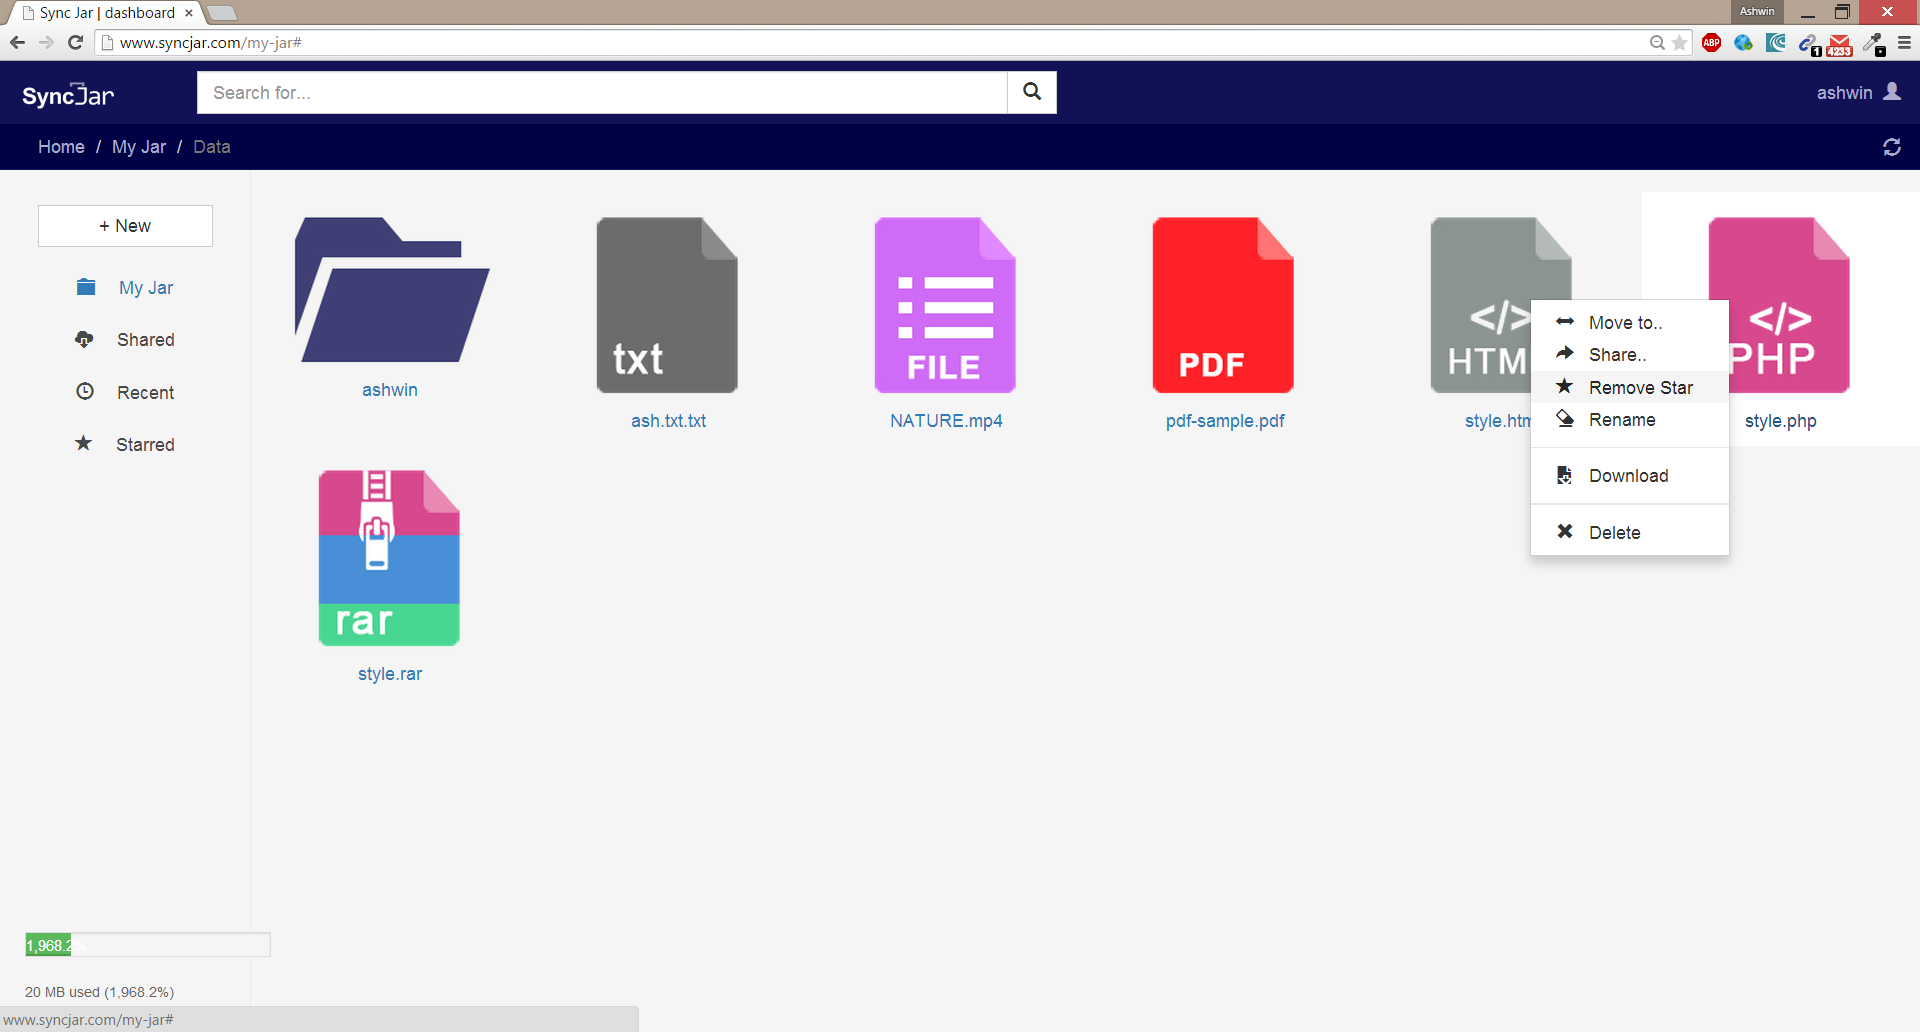 Sync Jar | dashboard
Ashwin
www.syncjar.com/my-jar#
ABP
1
4233
SyncJar
Search for...
ashwin
Home / My Jar / Data
+ New
My Jar
Shared
Recent
Starred
ashwin
txt
ash.txt.txt
FILE
NATURE.mp4
PDF
pdf-sample.pdf
</>
HTM
style.htm
</>
PHP
style.php
Move to..
Share..
Remove Star
Rename
Download
Delete
rar
style.rar
1,968.2%
20 MB used (1,968.2%)
www.syncjar.com/my-jar#